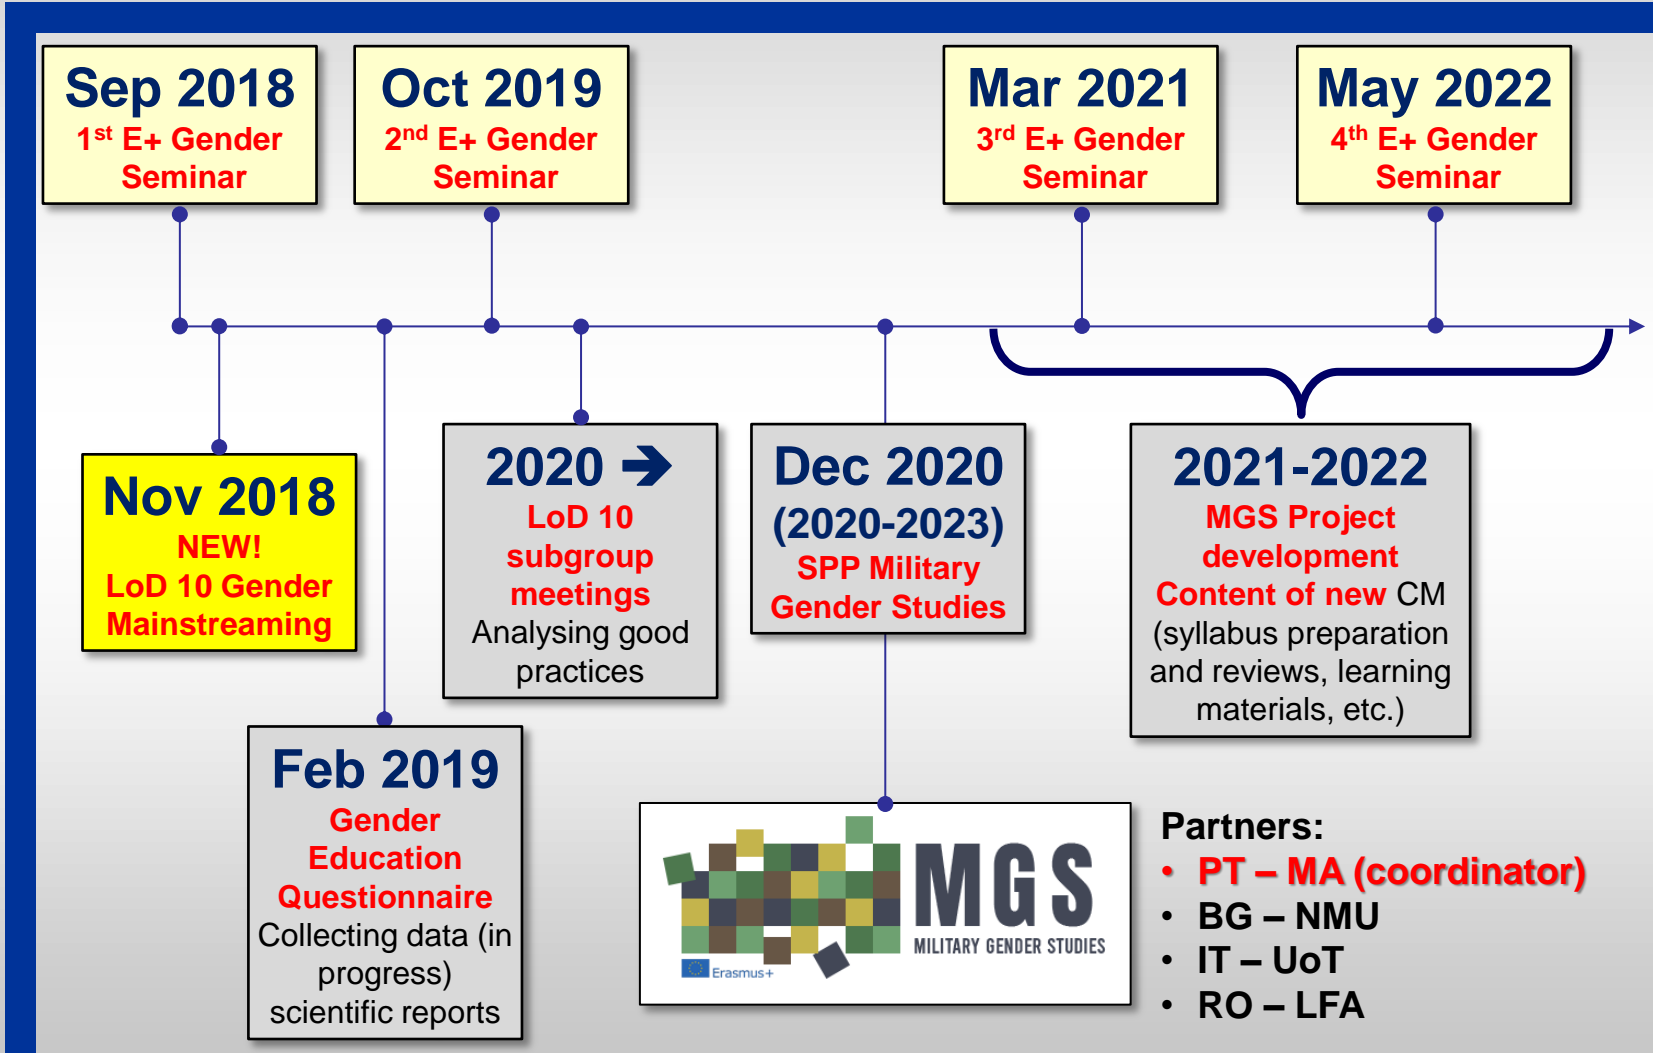 Sep 2018
1st E+ Gender
Seminar
Oct 2019
2nd E+ Gender
Seminar
Mar 2021
3rd E+ Gender
Seminar
May 2022
4th E+ Gender
Seminar
Nov 2018
NEW!
LoD 10 Gender
Mainstreaming
Feb 2019
Gender
Education
Questionnaire
Collecting data (in
progress)
scientific reports
2020 ➔
LoD 10
subgroup
meetings
Analysing good
practices
Dec 2020
(2020-2023)
SPP Military
Gender Studies
2021-2022
MGS Project
development
Content of new CM
(syllabus preparation
and reviews, learning
materials, etc.)
MGS
MILITARY GENDER STUDIES
Erasmus+
Partners:
• PT – MA (coordinator)
• BG – NMU
• IT – UoT
• RO – LFA